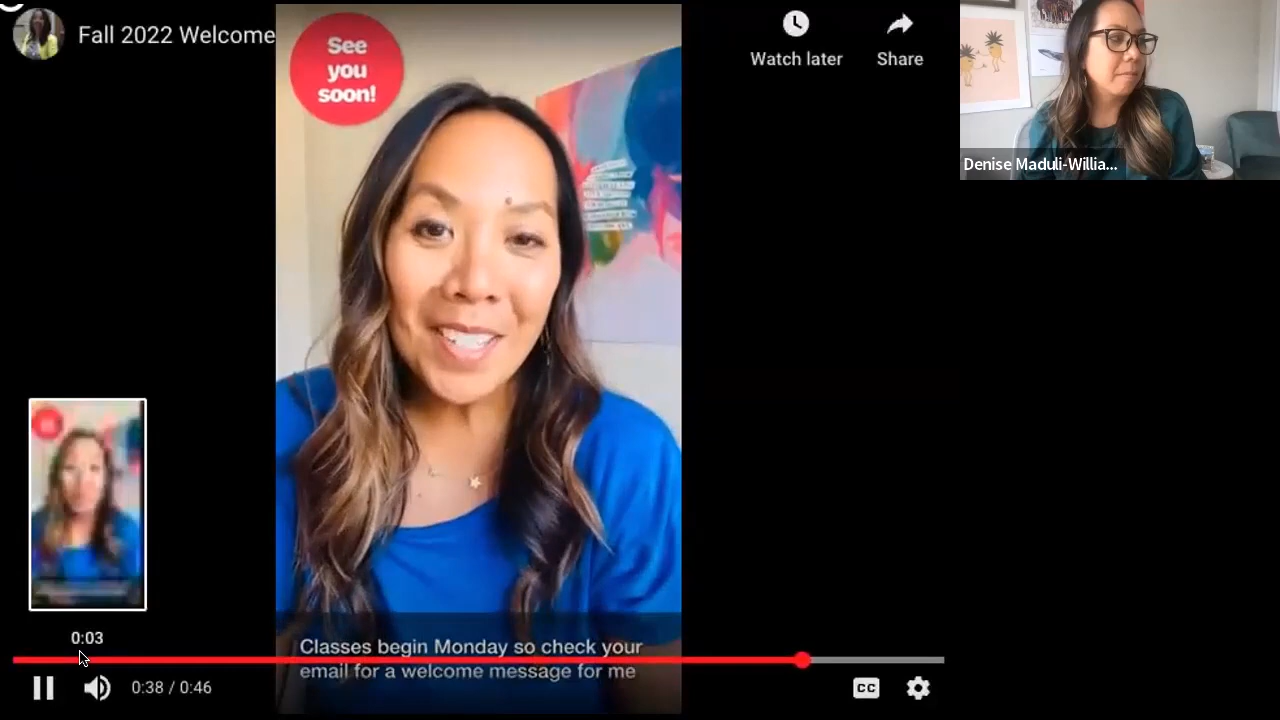 Fall 2022 Welcome
See
you
soon!
Watch later
Share
Denise Maduli-Willia...
Classes begin Monday so check your
email for a welcome message for me
0:03
0:38 / 0:46
CC